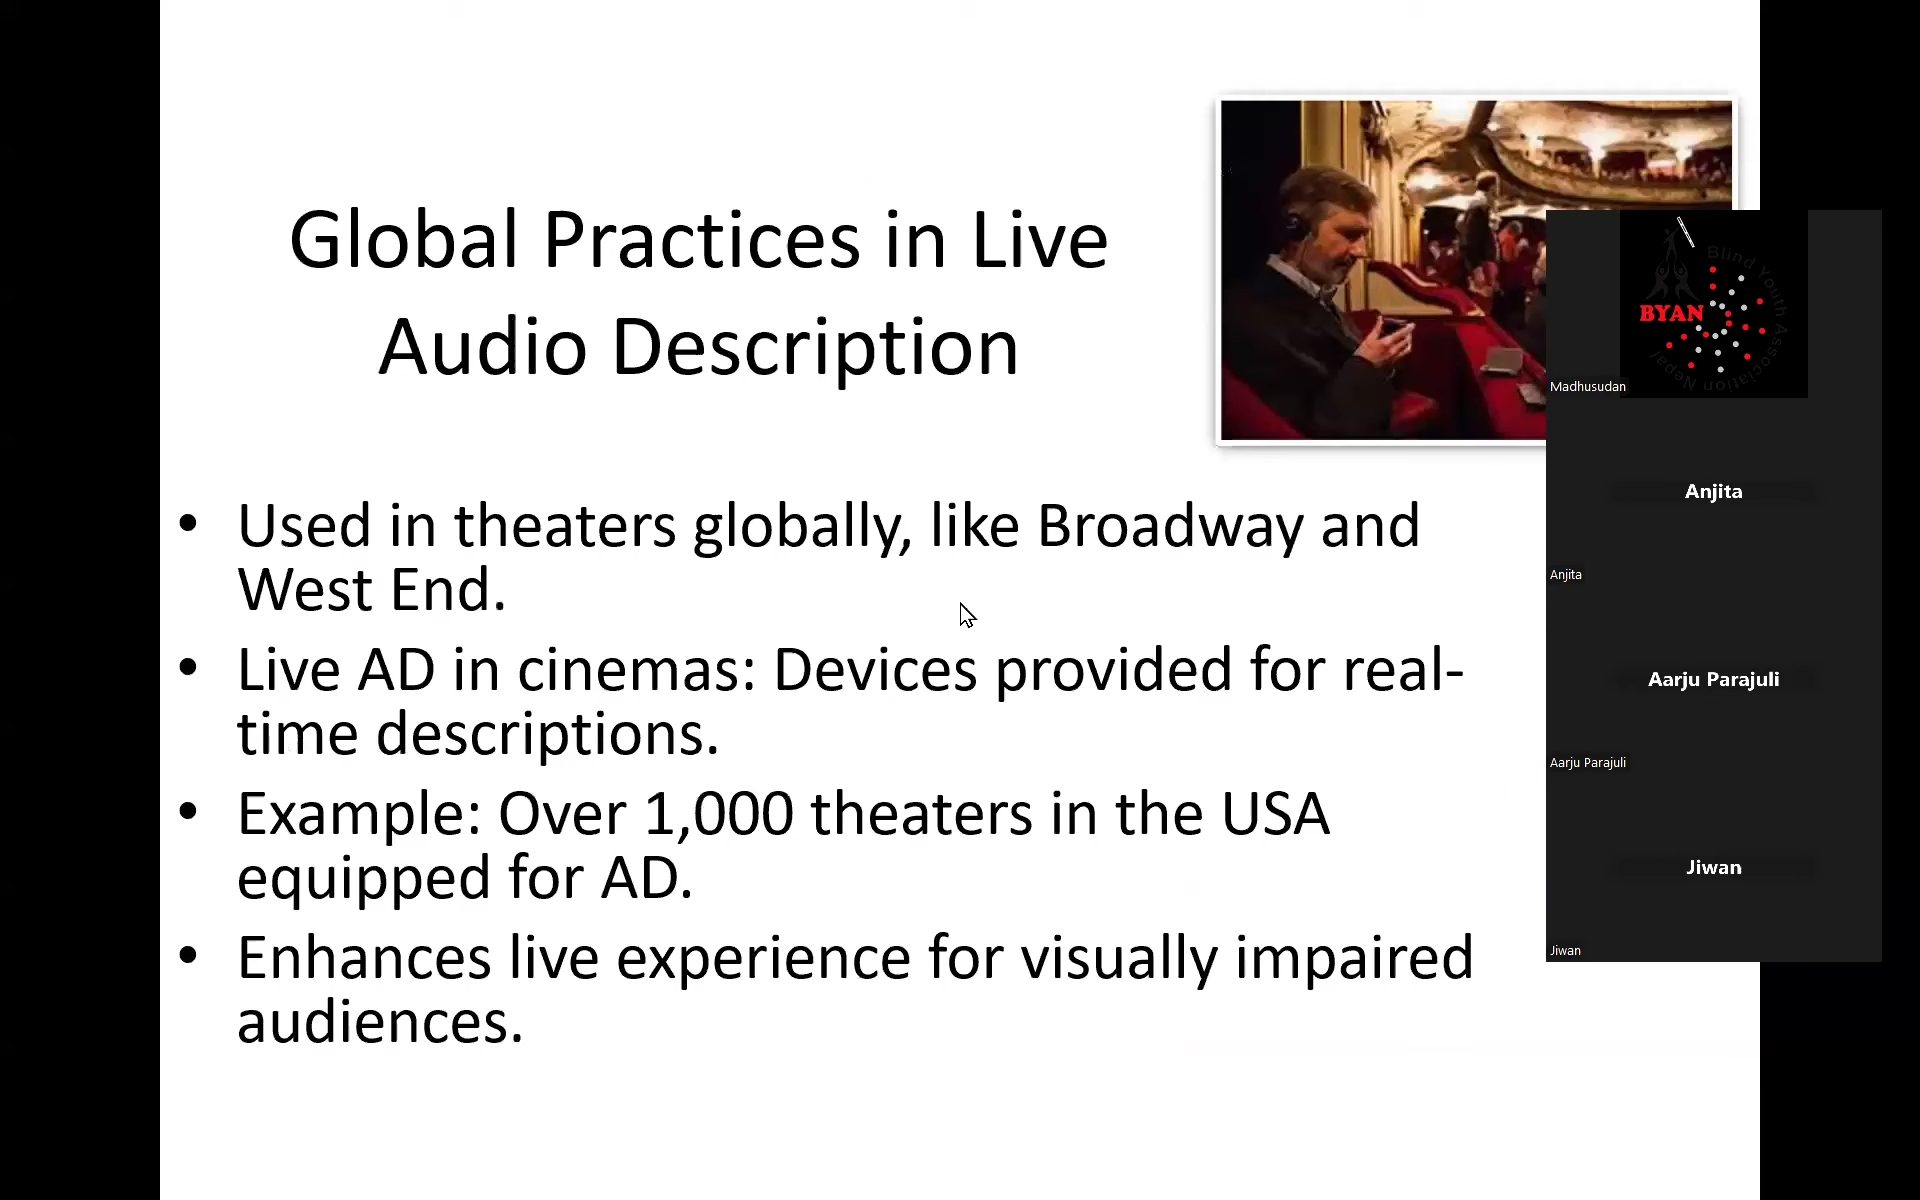 Global Practices in Live
Audio Description
• Used in theaters globally, like Broadway and
West End.
• Live AD in cinemas: Devices provided for real-
time descriptions.
• Example: Over 1,000 theaters in the USA
equipped for AD.
• Enhances live experience for visually impaired
audiences.
BYAN
Blind Youth Association Nepal
Madhusudan
Anjita
Anjita
Aarju Parajuli
Aarju Parajuli
Jiwan
Jiwan